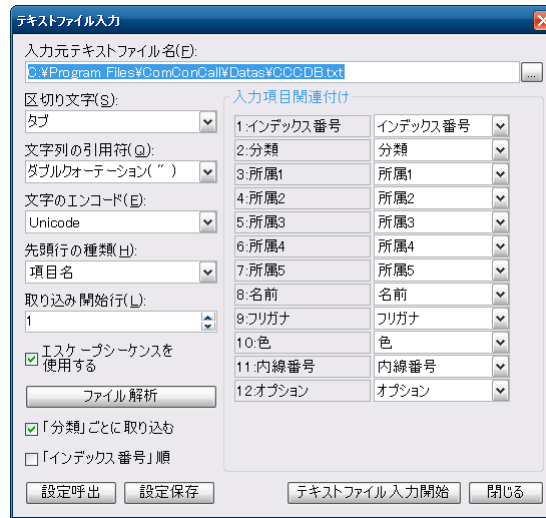 テキストファイル入力
入力元テキストファイル名(F):
C:¥Program Files¥ComConCall¥Datas¥CCCDB.txt
...
区切り文字(S):
タブ
文字列の引用符(Q):
ダブルクォーテーション( “ )
文字のエンコード(E):
Unicode
先頭行の種類(H):
項目名
取り込み開始行(L):
1
エスケープシーケンスを
使用する
ファイル解析
「分類」ごとに取り込む
「インデックス番号」順
設定呼出 設定保存
入力項目関連付け
1:インデックス番号 インデックス番号
2:分類 分類
3:所属1 所属1
4:所属2 所属2
5:所属3 所属3
6:所属4 所属4
7:所属5 所属5
8:名前 名前
9:フリガナ フリガナ
10:色 色
11:内線番号 内線番号
12:オプション オプション
テキストファイル入力開始 閉じる